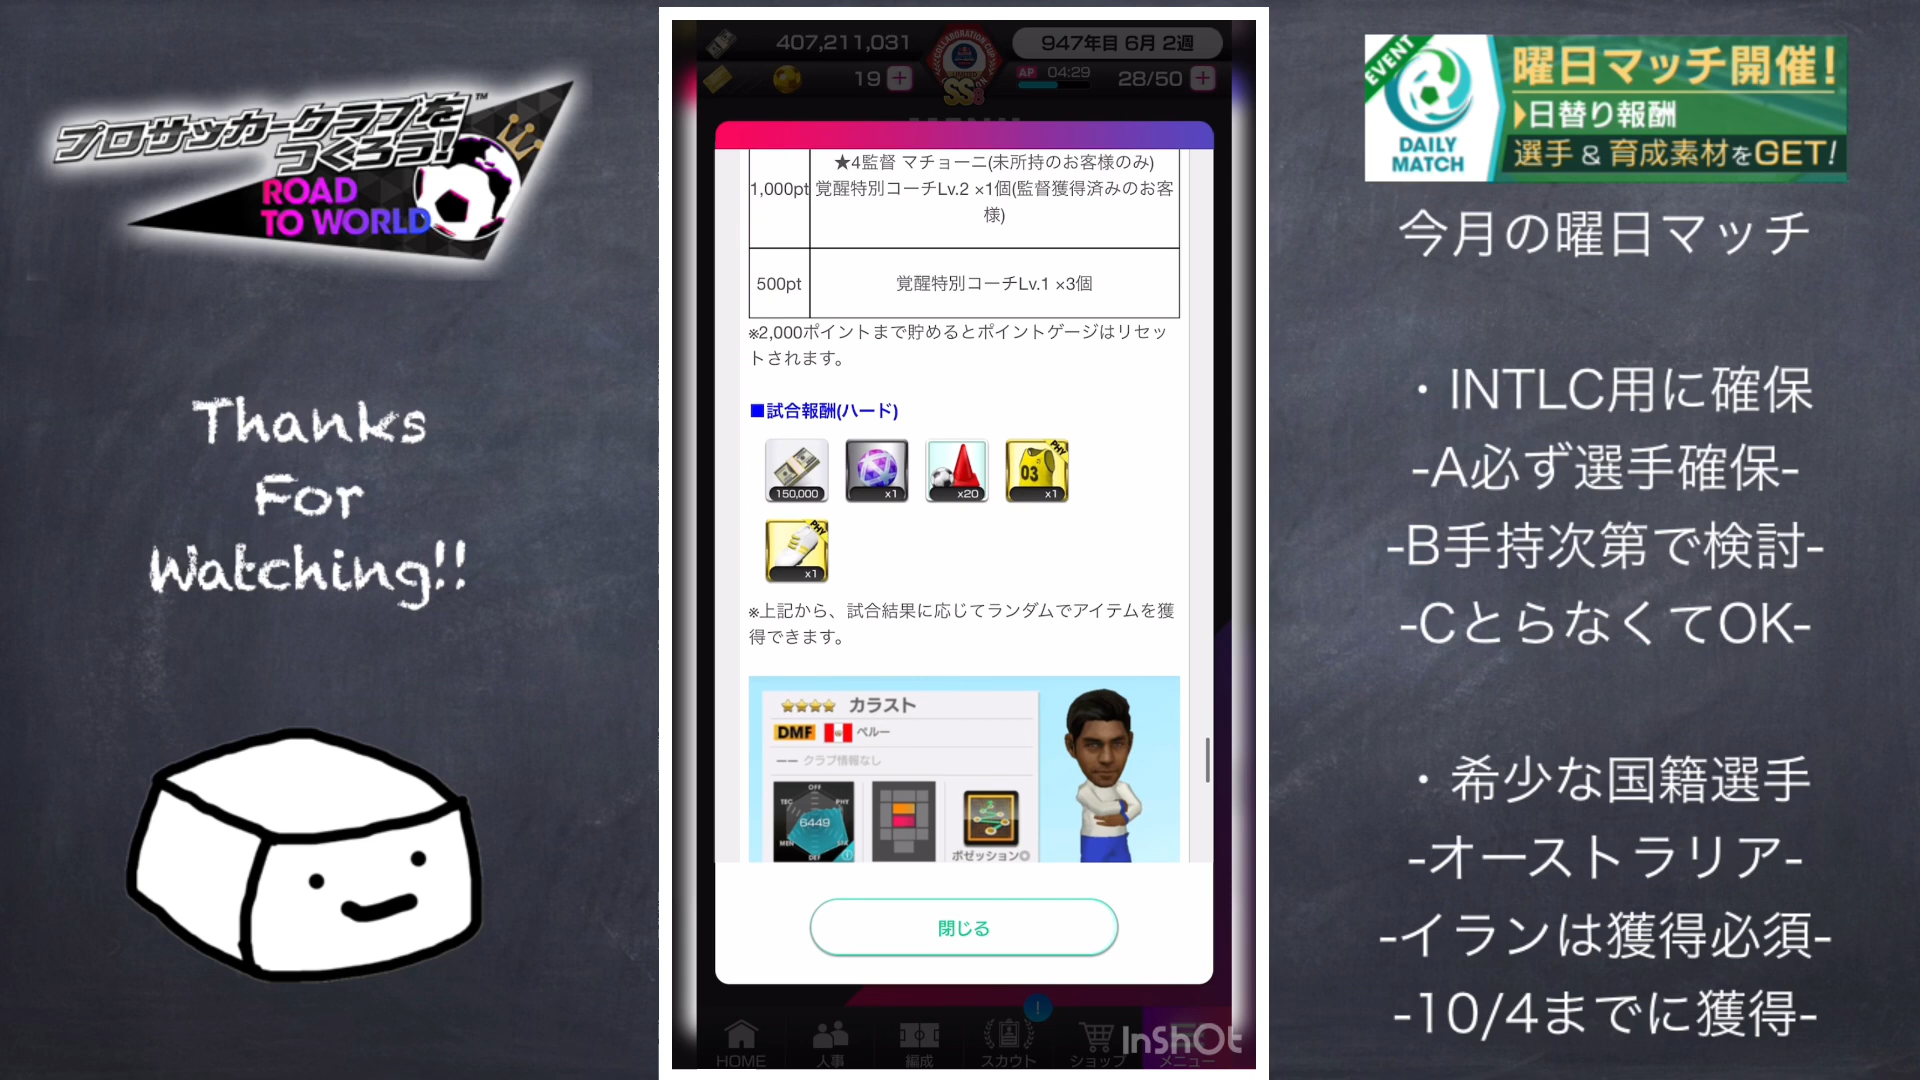 プロサッカークラブを
つくろう!™
ROAD
TO WORLD
Thanks
For
Watching!!
407,211,031
947年目 6月 2週
19
AP 04:29
28/50
SS8
1,000pt
★4監督 マチョーニ(未所持のお客様のみ)
覚醒特別コーチLv.2 ×1個(監督獲得済みのお客
様)
500pt
覚醒特別コーチLv.1 ×3個
※2,000ポイントまで貯めるとポイントゲージはリセッ
トされます。
■試合報酬(ハード)
150,000
x1
x20
PHY
03
x1
PHY
x1
※上記から、試合結果に応じてランダムでアイテムを獲
得できます。
カラスト
DMF ペルー
-- クラブ情報なし
OFF
TEC PHY
6449
MEN STA
DEF
ポゼッション◎
閉じる
HOME
人事
編成
スカウト
ショップ
メニュー
InShOt
EVENT
DAILY
MATCH
曜日マッチ開催!
日替り報酬
選手&育成素材をGET!
今月の曜日マッチ
・INTLC用に確保
-A必ず選手確保-
-B手持次第で検討-
-CとらなくてOK-
・希少な国籍選手
-オーストラリア-
-イランは獲得必須-
-10/4までに獲得-